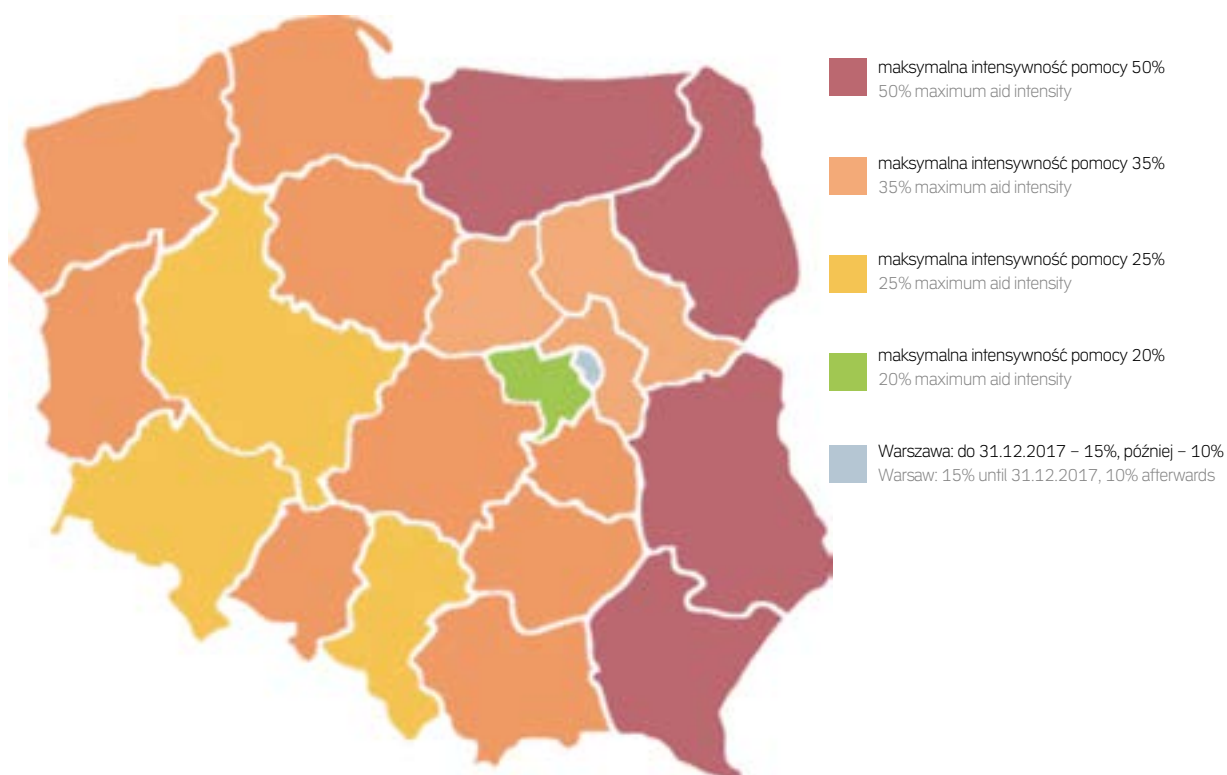 maksymalna intensywność pomocy 50%
50% maximum aid intensity
maksymalna intensywność pomocy 35%
35% maximum aid intensity
maksymalna intensywność pomocy 25%
25% maximum aid intensity
maksymalna intensywność pomocy 20%
20% maximum aid intensity
Warszawa: do 31.12.2017 – 15%, później – 10%
Warsaw: 15% until 31.12.2017, 10% afterwards